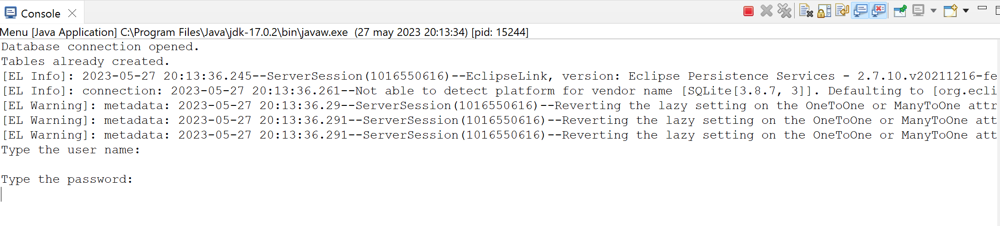 Console
Menu [Java Application] C:\Program Files\Java\jdk-17.0.2\bin\javaw.exe (27 may 2023 20:13:34) [pid: 15244]
Database connection opened.
Tables already created.
[EL Info]: 2023-05-27 20:13:36.245--ServerSession(1016550616)--EclipseLink, version: Eclipse Persistence Services - 2.7.10.v20211216-fe
[EL Info]: connection: 2023-05-27 20:13:36.261--Not able to detect platform for vendor name [SQLite[3.8.7, 3]]. Defaulting to [org.ecli
[EL Warning]: metadata: 2023-05-27 20:13:36.29--ServerSession(1016550616)--Reverting the lazy setting on the OneToOne or ManyToOne attr
[EL Warning]: metadata: 2023-05-27 20:13:36.291--ServerSession(1016550616)--Reverting the lazy setting on the OneToOne or ManyToOne att
[EL Warning]: metadata: 2023-05-27 20:13:36.291--ServerSession(1016550616)--Reverting the lazy setting on the OneToOne or ManyToOne att
Type the user name:
Type the password: